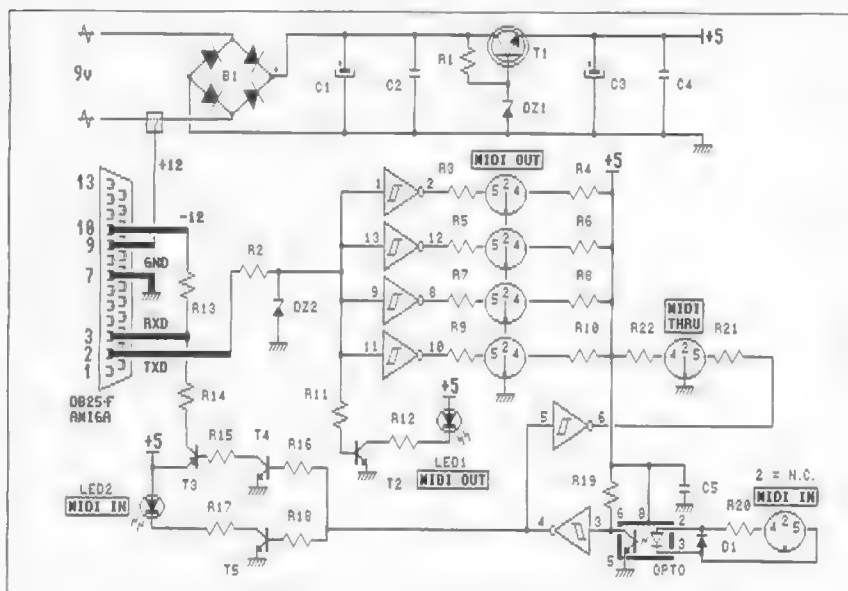 +5
R1
T1
9v
B1
+
C1
C2
C3
C4
DZ1
+12
+5
13
MIDI OUT
1
2
R3
5
2
4
R4
10
-12
13
12
R5
5
2
4
R6
9
GND
R2
7
R13
9
8
R7
5
2
4
R8
MIDI
THRU
DZ2
3
RXD
11
10
R9
5
2
4
R10
R22
4
2
5
R21
2
TXD
1
R14
R11
DB25-F
AMIGA
+5
R12
5
6
+5
R15
T4
R16
LED1
R19
2 = N.C.
LED2
T3
T2
MIDI OUT
C5
MIDI IN
MIDI IN
R17
R18
4
3
6
8
2
R20
4
2
5
3
D1
T5
5
OPTO